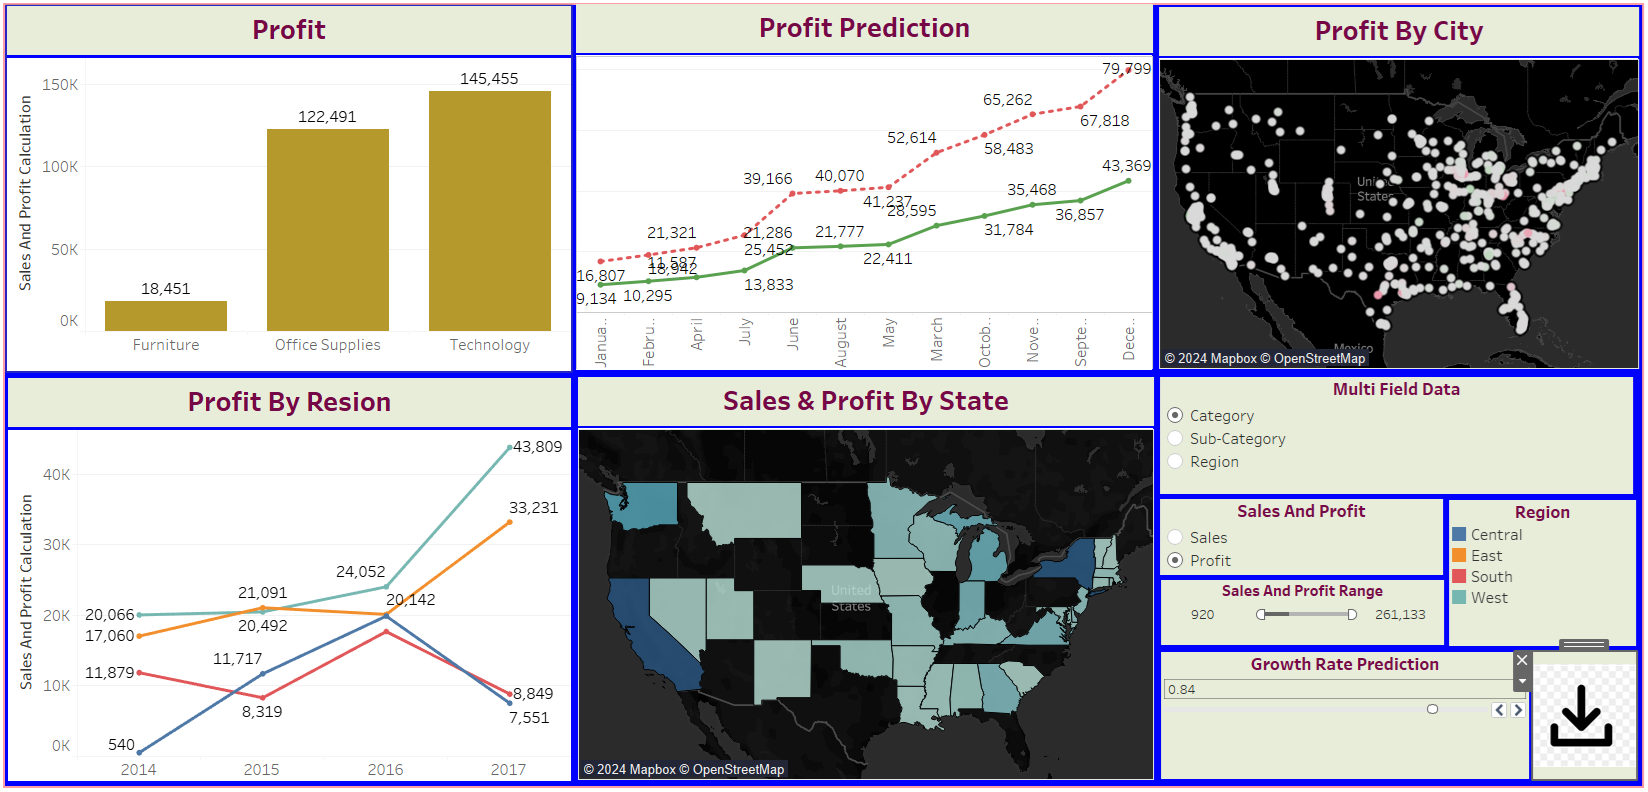 Profit
Sales And Profit Calculation
150K
100K
50K
0K
18,451
122,491
145,455
Furniture
Office Supplies
Technology
Profit Prediction
79,799
65,262
67,818
52,614
58,483
39,166
40,070
41,237
43,369
35,468
36,857
28,595
31,784
21,321
21,286
25,452
21,777
22,411
11,587
18,942
16,807
9,134
10,295
13,833
Janua..
Febru..
April
July
June
August
May
March
Octob..
Nove..
Septe..
Dece..
Profit By City
United
States
Mexico
© 2024 Mapbox © OpenStreetMap
Profit By Resion
Sales And Profit Calculation
40K
30K
20K
10K
0K
43,809
33,231
24,052
21,091
20,142
20,066
20,492
17,060
11,879
11,717
8,319
8,849
7,551
540
2014
2015
2016
2017
Sales & Profit By State
United
States
© 2024 Mapbox © OpenStreetMap
Multi Field Data
Category
Sub-Category
Region
Sales And Profit
Sales
Profit
Sales And Profit Range
920
261,133
Region
Central
East
South
West
Growth Rate Prediction
0.84